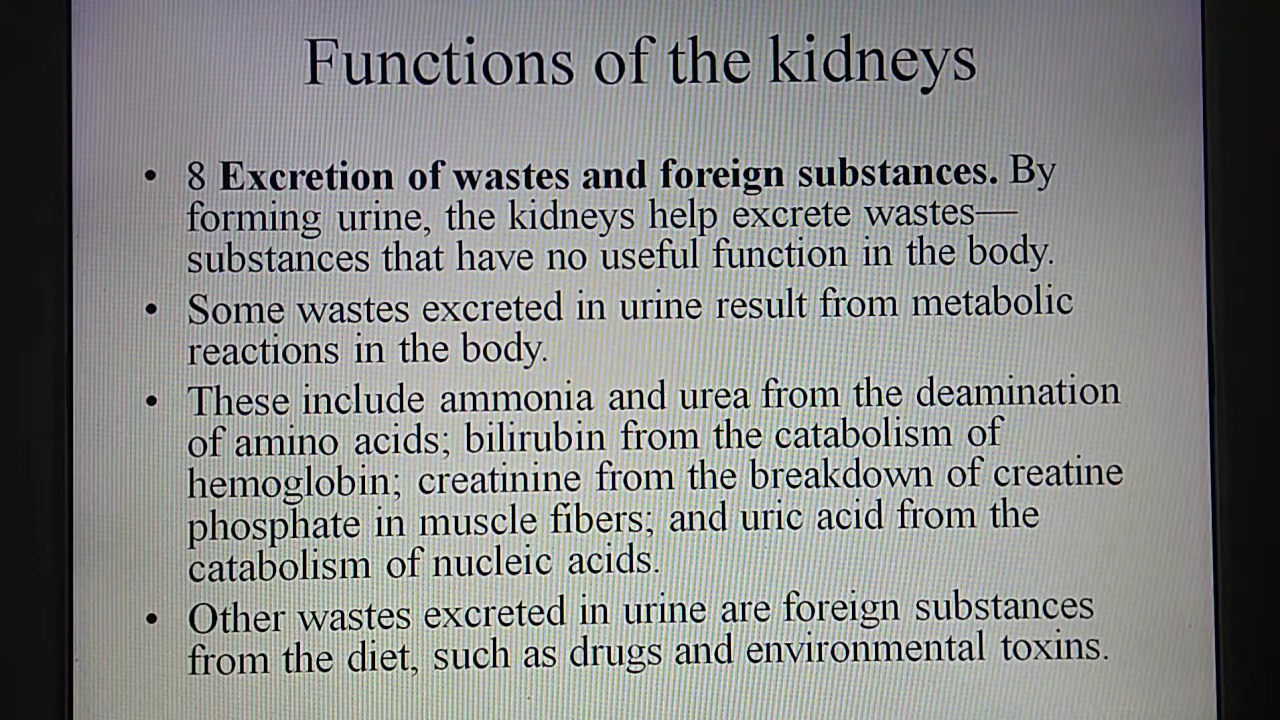 Functions of the kidneys
• 8 Excretion of wastes and foreign substances. By
forming urine, the kidneys help excrete wastes—
substances that have no useful function in the body.
• Some wastes excreted in urine result from metabolic
reactions in the body.
• These include ammonia and urea from the deamination
of amino acids; bilirubin from the catabolism of
hemoglobin; creatinine from the breakdown of creatine
phosphate in muscle fibers; and uric acid from the
catabolism of nucleic acids.
• Other wastes excreted in urine are foreign substances
from the diet, such as drugs and environmental toxins.